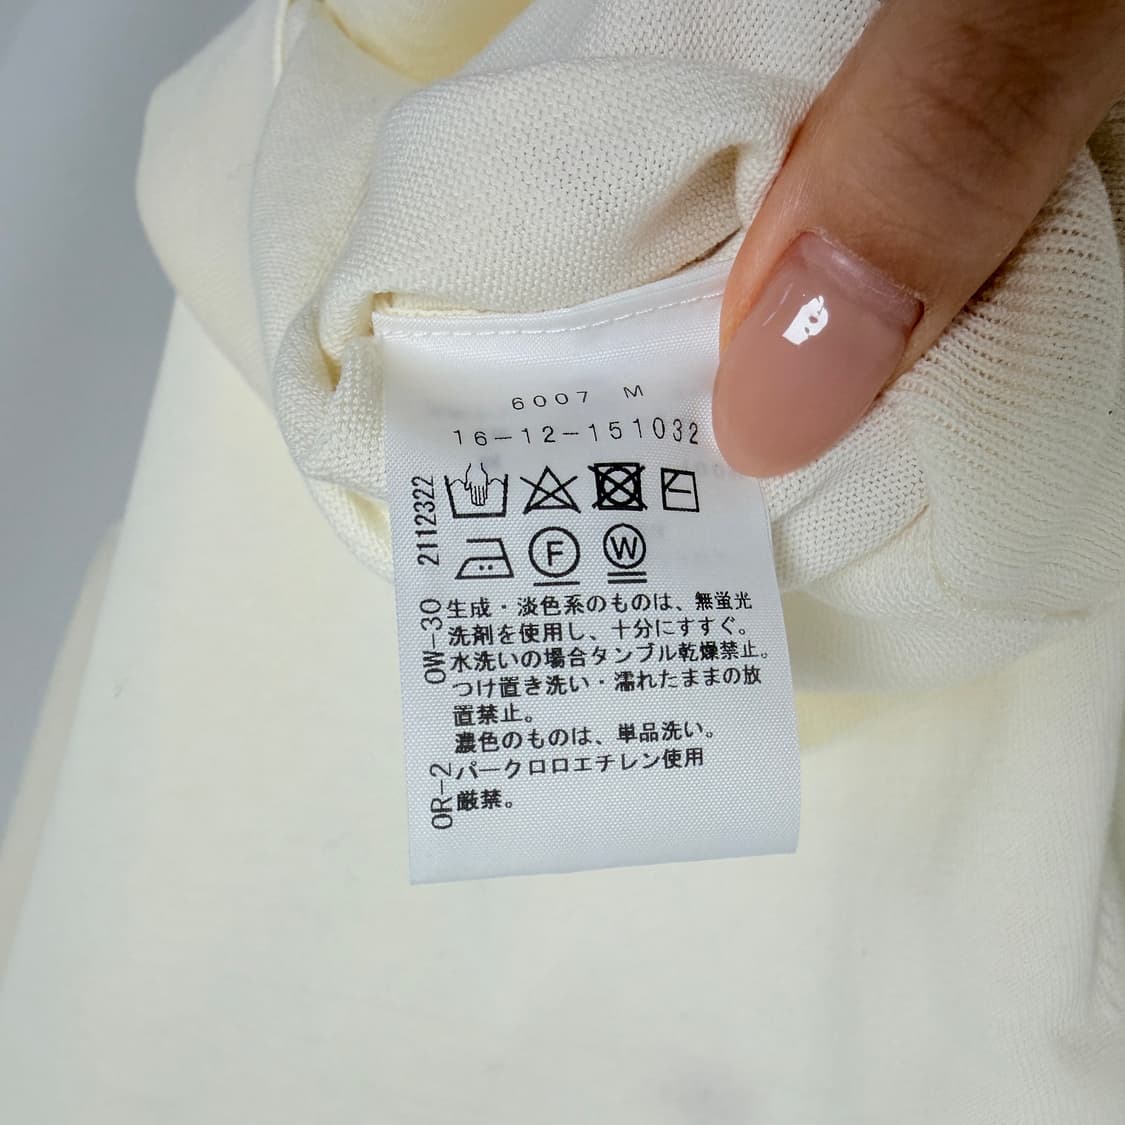 6007 M
16-12-151032
F W
生成・淡色系のものは、無蛍光
洗剤を使用し、十分にすすぐ。
水洗いの場合タンブル乾燥禁止。
つけ置き洗い・濡れたままの放
置禁止。
濃色のものは、単品洗い。
パークロロエチレン使用
厳禁。
2112322
OW-30
OR-2